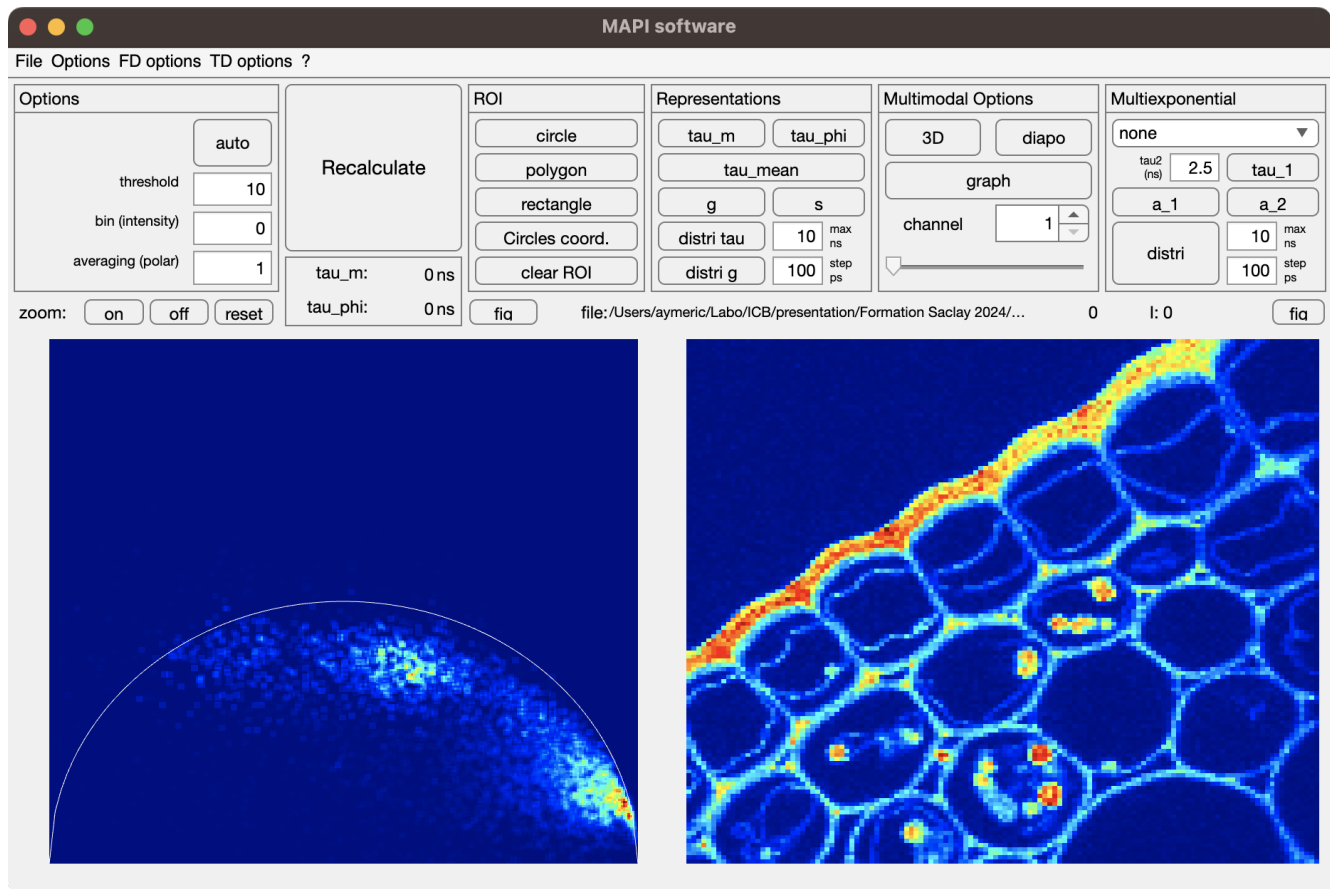 MAPI software
File Options FD options TD options ?
Options
auto
threshold 10
bin (intensity) 0
averaging (polar) 1
Recalculate
tau_m: 0 ns
tau_phi: 0 ns
ROI
circle
polygon
rectangle
Circles coord.
clear ROI
Representations
tau_m tau_phi
tau_mean
g s
distri tau 10 max ns
distri g 100 step ps
Multimodal Options
3D diapo
graph
channel 1
Multiexponential
none
tau2 (ns) 2.5 tau_1
a_1 a_2
distri 10 max ns
100 step ps
zoom: on off reset
fig
file:/Users/aymeric/Labo/ICB/presentation/Formation Saclay 2024/...
0
I: 0
fig